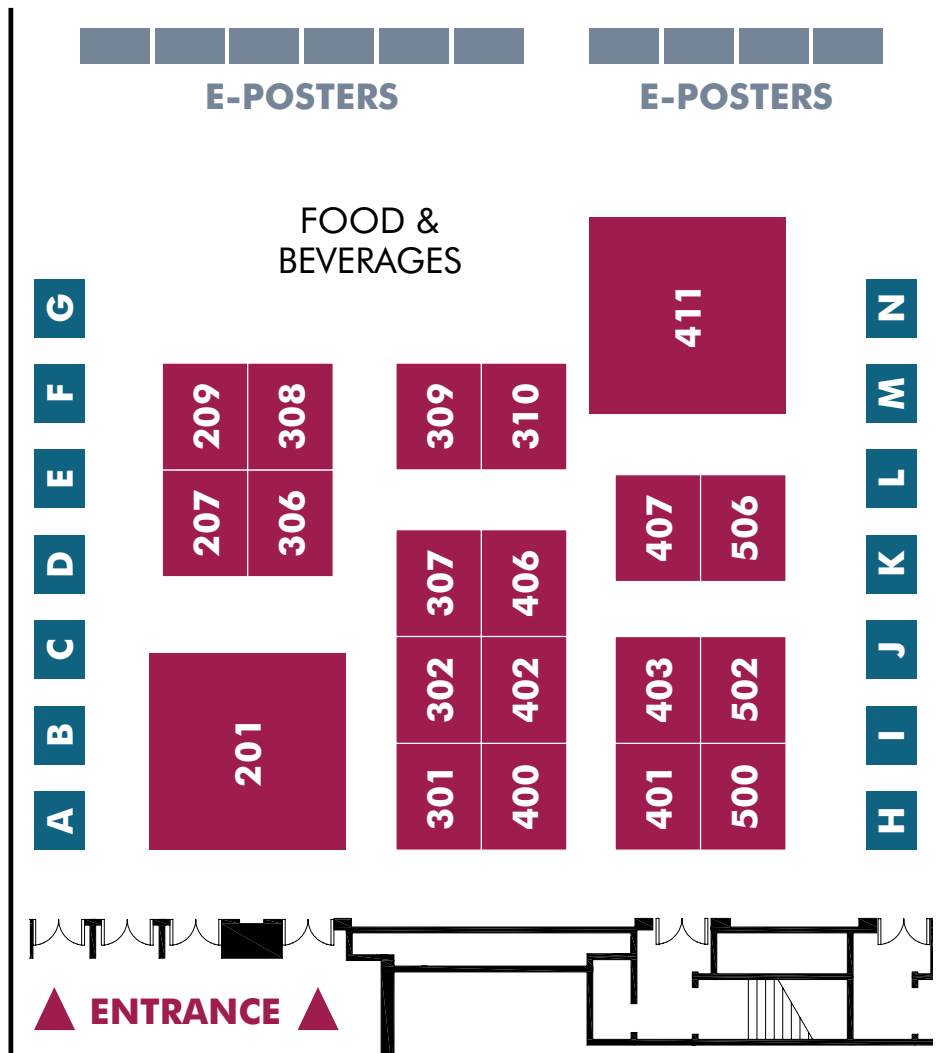 E-POSTERS
E-POSTERS
FOOD &
BEVERAGES
411
G
N
F
209
308
309
310
M
E
207
306
407
506
L
D
307
406
K
C
302
402
403
502
J
B
201
I
A
301
400
401
500
H
ENTRANCE